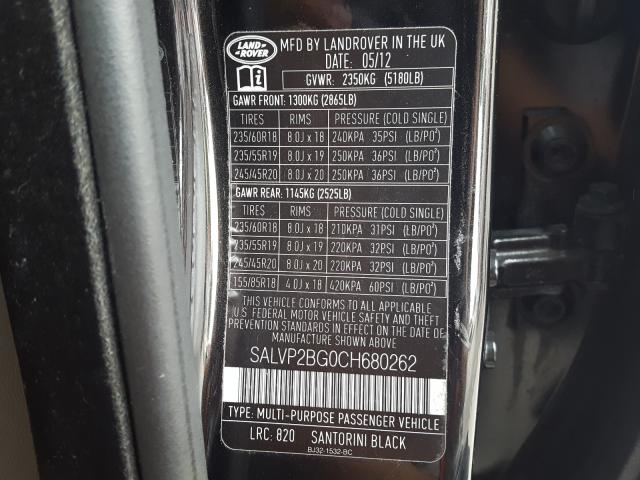 LAND ROVER
MFD BY LANDROVER IN THE UK
DATE: 05/12
GVWR: 2350KG (5180LB)
GAWR FRONT: 1300KG (2865LB)
TIRES RIMS PRESSURE (COLD SINGLE)
235/60R18 8.0J x 18 240KPA 35PSI (LB/PO²)
235/55R19 8.0J x 19 250KPA 36PSI (LB/PO²)
245/45R20 8.0J x 20 250KPA 36PSI (LB/PO²)
GAWR REAR: 1145KG (2525LB)
TIRES RIMS PRESSURE (COLD SINGLE)
235/60R18 8.0J x 18 210KPA 31PSI (LB/PO²)
235/55R19 8.0J x 19 220KPA 32PSI (LB/PO²)
245/45R20 8.0J x 20 220KPA 32PSI (LB/PO²)
155/85R18 4.0J x 18 420KPA 60PSI (LB/PO²)
THIS VEHICLE CONFORMS TO ALL APPLICABLE
U.S FEDERAL MOTOR VEHICLE SAFETY AND THEFT
PREVENTION STANDARDS IN EFFECT ON THE DATE OF
MANUFACTURE SHOWN ABOVE
SALVP2BG0CH680262
TYPE: MULTI-PURPOSE PASSENGER VEHICLE
LRC: 820 SANTORINI BLACK
BJ32-1532-BC